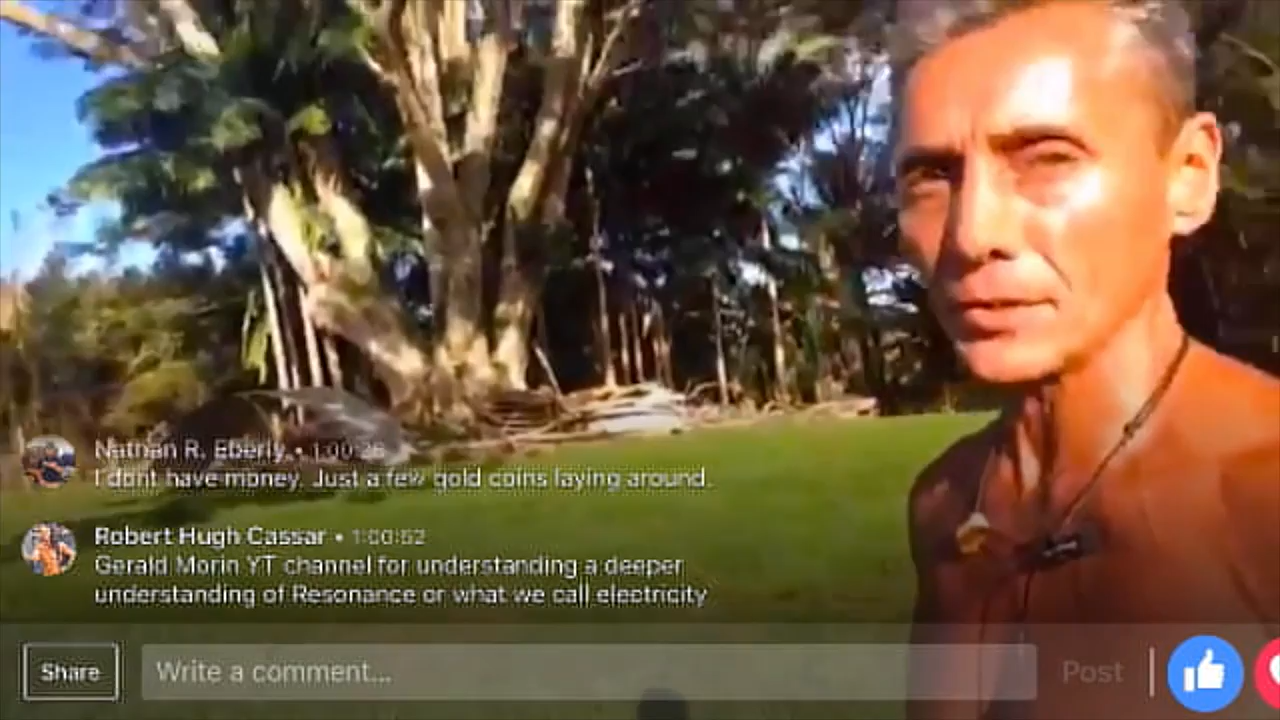 Nathan R. Eberly • 1:00:26
I dont have money. Just a few gold coins laying around.
Robert Hugh Cassar • 1:00:52
Gerald Morin YT channel for understanding a deeper
understanding of Resonance or what we call electricity
Share
Write a comment...
Post